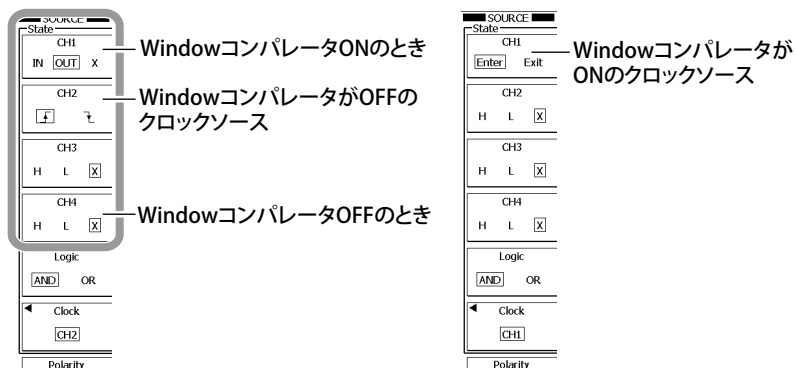 SOURCE
State
CH1
IN OUT X
CH2
CH3
H L X
CH4
H L X
Logic
AND OR
Clock
CH2
Polarity
WindowコンパレータONのとき
WindowコンパレータがOFFの
クロックソース
WindowコンパレータOFFのとき
SOURCE
State
CH1
Enter Exit
CH2
H L X
CH3
H L X
CH4
H L X
Logic
AND OR
Clock
CH1
Polarity
Windowコンパレータが
ONのクロックソース